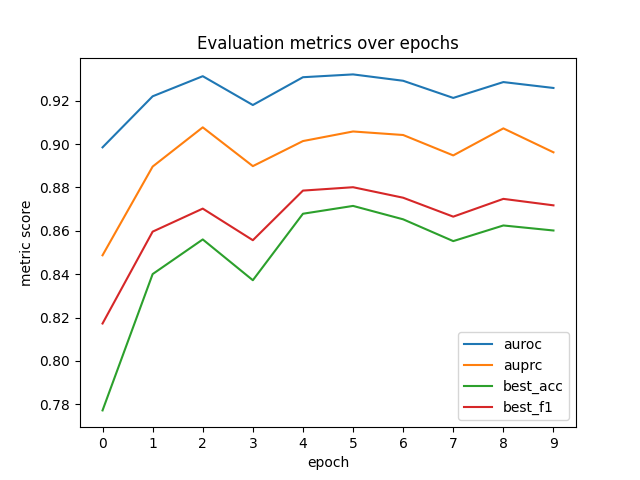 Evaluation metrics over epochs
metric score
0.92
0.90
0.88
0.86
0.84
0.82
0.80
0.78
auroc
auprc
best_acc
best_f1
0 1 2 3 4 5 6 7 8 9
epoch